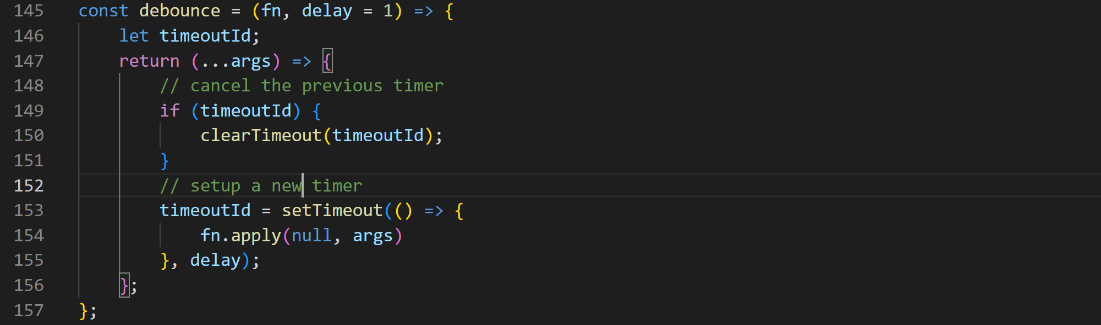 145 const debounce = (fn, delay = 1) => {
146     let timeoutId;
147     return (...args) => {
148         // cancel the previous timer
149         if (timeoutId) {
150             clearTimeout(timeoutId);
151         }
152         // setup a new timer
153         timeoutId = setTimeout(() => {
154             fn.apply(null, args)
155         }, delay);
156     };
157 };